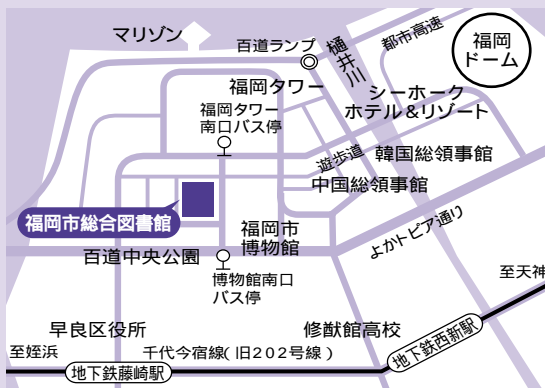 マリゾン
百道ランプ
樋井川
都市高速
福岡
ドーム
福岡タワー
シーホーク
ホテル&リゾート
福岡タワー
南口バス停
遊歩道
韓国総領事館
中国総領事館
福岡市総合図書館
福岡市
博物館
よかトピア通り
百道中央公園
博物館南口
バス停
至天神
早良区役所
修猷館高校
至姪浜
千代今宿線(旧202号線)
地下鉄西新駅
地下鉄藤崎駅